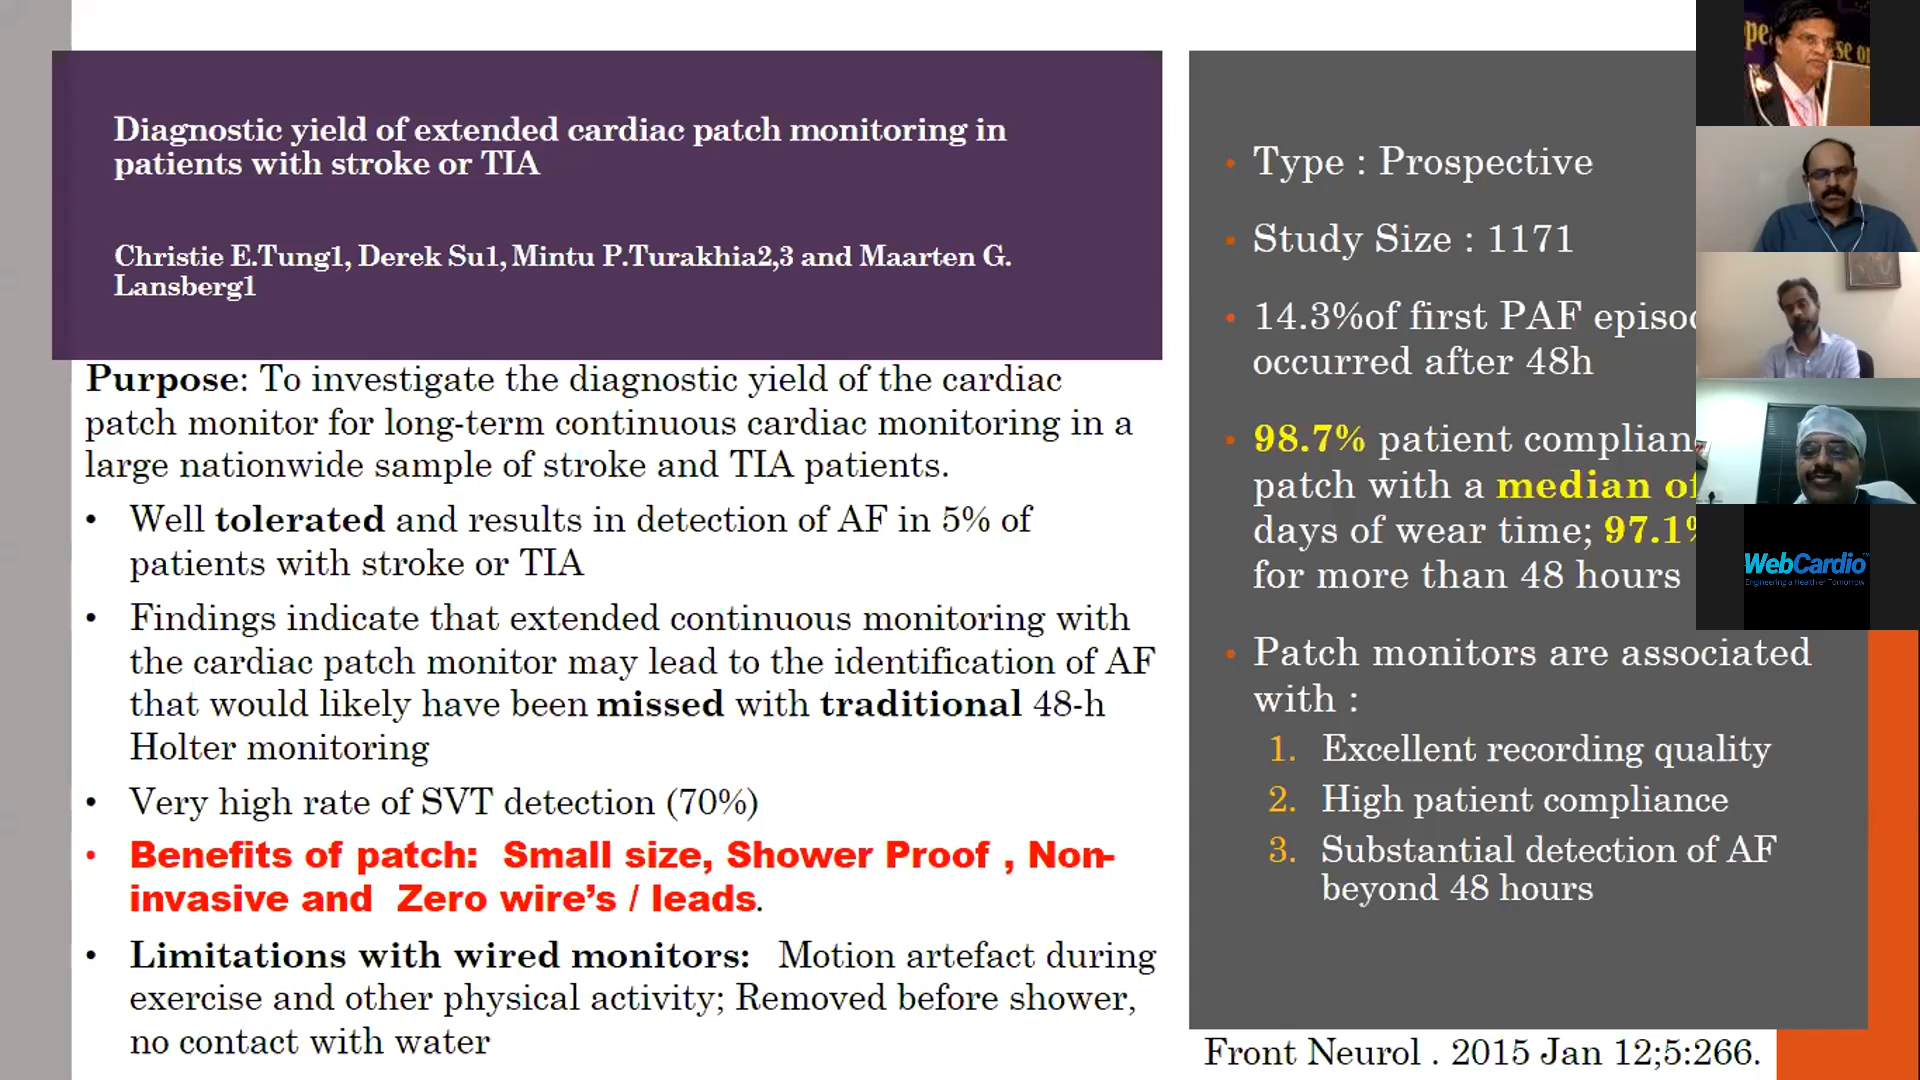 Diagnostic yield of extended cardiac patch monitoring in
patients with stroke or TIA
Christie E.Tung1, Derek Su1, Mintu P.Turakhia2,3 and Maarten G.
Lansberg1
Purpose: To investigate the diagnostic yield of the cardiac
patch monitor for long-term continuous cardiac monitoring in a
large nationwide sample of stroke and TIA patients.
• Well tolerated and results in detection of AF in 5% of
patients with stroke or TIA
• Findings indicate that extended continuous monitoring with
the cardiac patch monitor may lead to the identification of AF
that would likely have been missed with traditional 48-h
Holter monitoring
• Very high rate of SVT detection (70%)
• Benefits of patch:  Small size, Shower Proof , Non-
invasive and  Zero wire’s / leads.
• Limitations with wired monitors:  Motion artefact during
exercise and other physical activity; Removed before shower,
no contact with water
• Type : Prospective
• Study Size : 1171
• 14.3%of first PAF
occurred after 48h
• 98.7% patient
patch with a median of
days of wear time; 97.1%
for more than 48 hours
• Patch monitors are associated
with :
1. Excellent recording quality
2. High patient compliance
3. Substantial detection of AF
beyond 48 hours
Front Neurol . 2015 Jan 12;5:266.
WebCardio
Engineering a Healthier Tomorrow